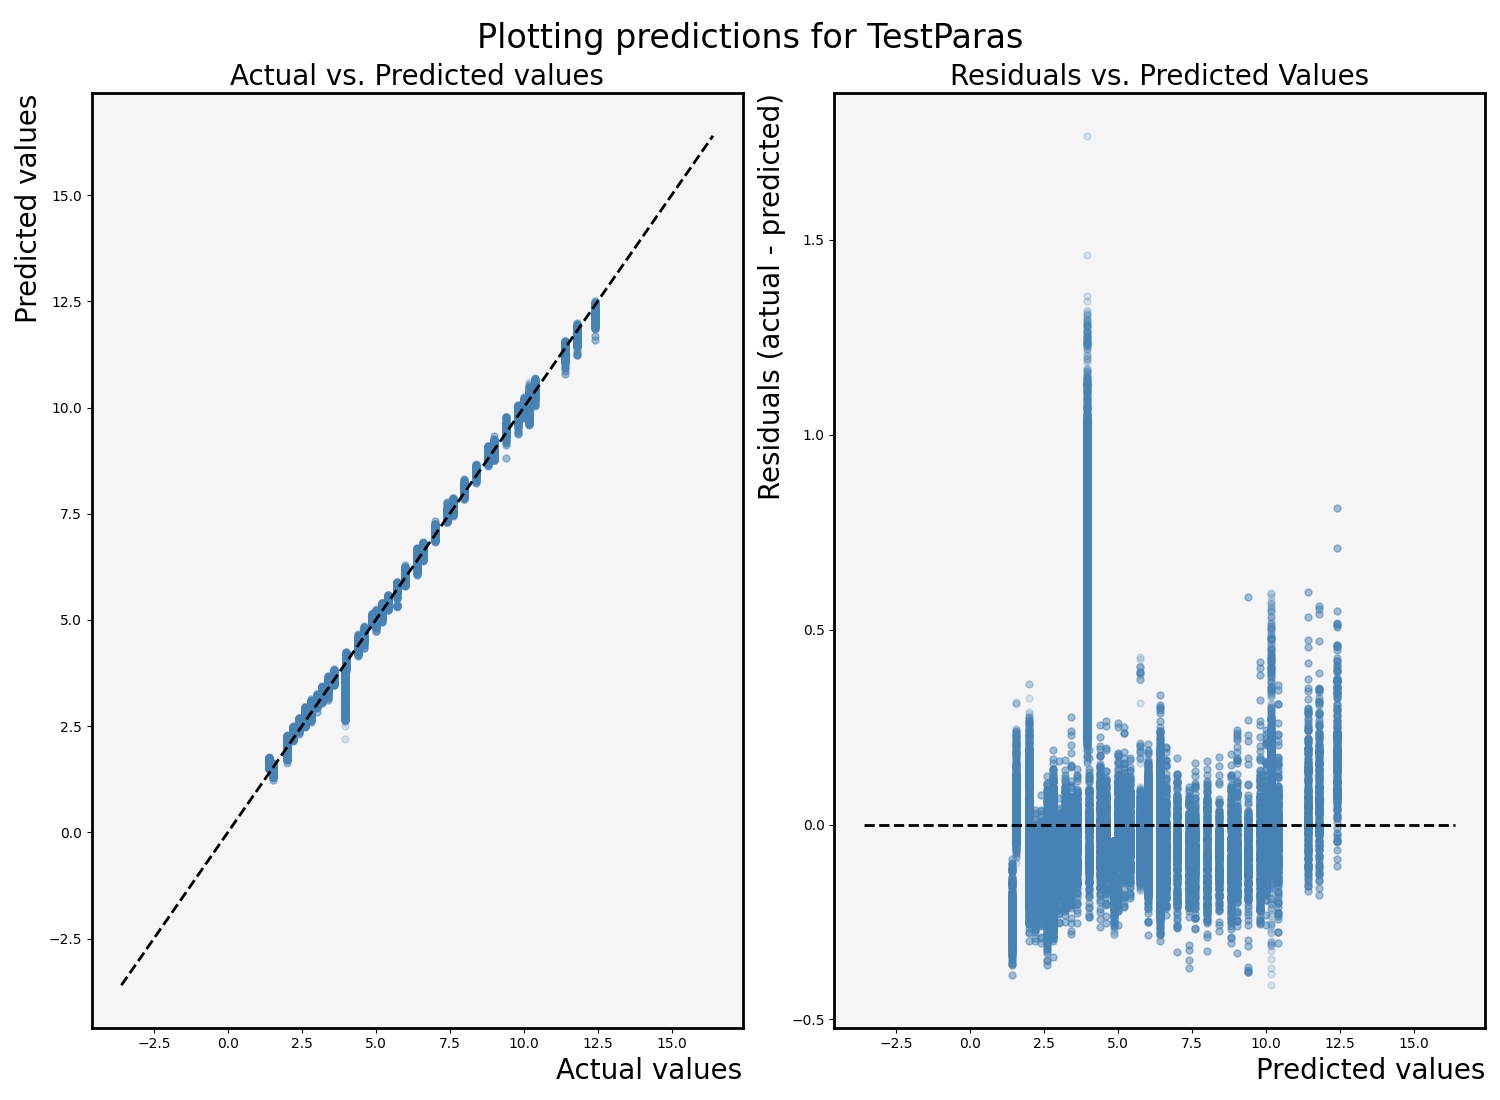 Plotting predictions for TestParas
Actual vs. Predicted values
Predicted values
15.0
12.5
10.0
7.5
5.0
2.5
0.0
−2.5
−2.5 0.0 2.5 5.0 7.5 10.0 12.5 15.0
Actual values
Residuals vs. Predicted Values
Residuals (actual - predicted)
1.5
1.0
0.5
0.0
−0.5
−2.5 0.0 2.5 5.0 7.5 10.0 12.5 15.0
Predicted values